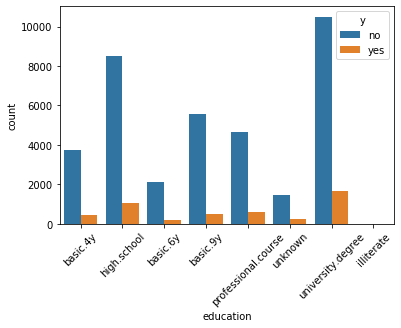 y
no
yes
10000
8000
6000
4000
2000
0
count
basic.4y
high.school
basic.6y
basic.9y
professional.course
unknown
university.degree
illiterate
education